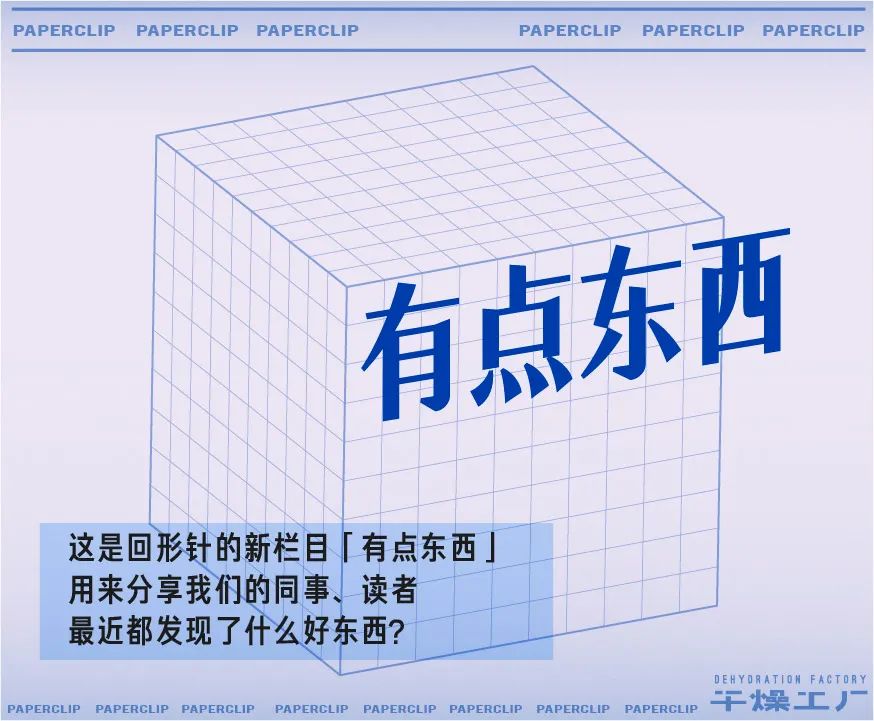 PAPERCLIP PAPERCLIP PAPERCLIP PAPERCLIP PAPERCLIP PAPERCLIP
有点东西
这是回形针的新栏目「有点东西」
用来分享我们的同事、读者
最近都发现了什么好东西?
DEHYDRATION FACTORY
干燥工厂
PAPERCLIP PAPERCLIP PAPERCLIP PAPERCLIP PAPERCLIP PAPERCLIP PAPERCLIP PAPERCLIP